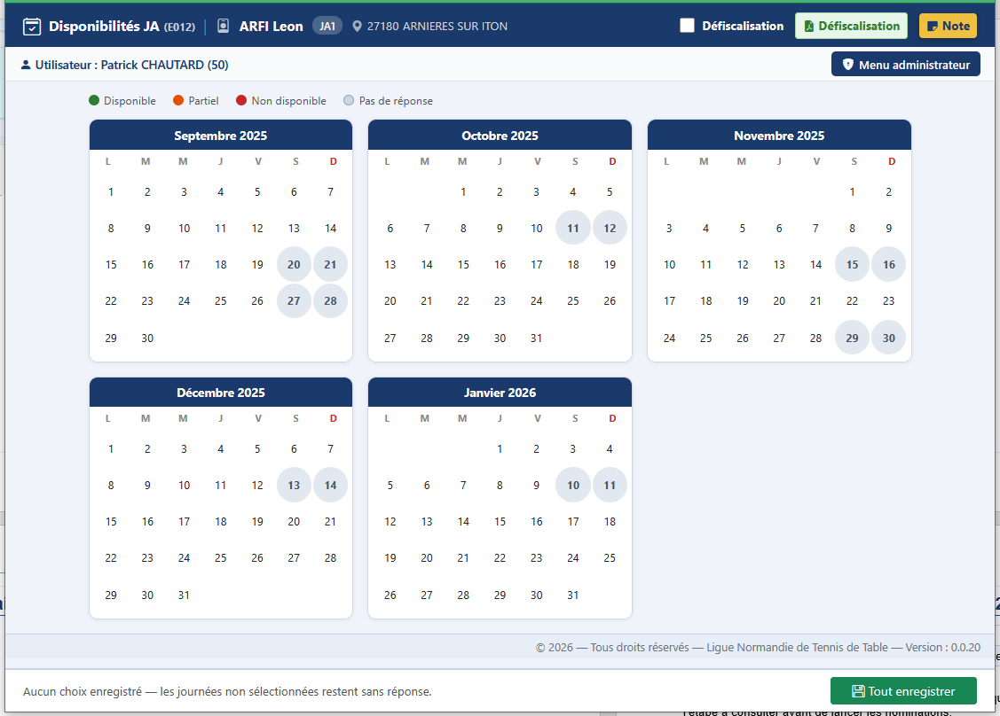 Disponibilités JA (E012) | ARFI Leon JA1 27180 ARNIERES SUR ITON Défiscalisation Défiscalisation Note
Utilisateur : Patrick CHAUTARD (50) Menu administrateur
Disponible Partiel Non disponible Pas de réponse
Septembre 2025
L M M J V S D
1 2 3 4 5 6 7
8 9 10 11 12 13 14
15 16 17 18 19 20 21
22 23 24 25 26 27 28
29 30
Octobre 2025
L M M J V S D
1 2 3 4 5
6 7 8 9 10 11 12
13 14 15 16 17 18 19
20 21 22 23 24 25 26
27 28 29 30 31
Novembre 2025
L M M J V S D
1 2
3 4 5 6 7 8 9
10 11 12 13 14 15 16
17 18 19 20 21 22 23
24 25 26 27 28 29 30
Décembre 2025
L M M J V S D
1 2 3 4 5 6 7
8 9 10 11 12 13 14
15 16 17 18 19 20 21
22 23 24 25 26 27 28
29 30 31
Janvier 2026
L M M J V S D
1 2 3 4
5 6 7 8 9 10 11
12 13 14 15 16 17 18
19 20 21 22 23 24 25
26 27 28 29 30 31
© 2026 — Tous droits réservés — Ligue Normandie de Tennis de Table — Version : 0.0.20
Aucun choix enregistré — les journées non sélectionnées restent sans réponse. Tout enregistrer
l'étape à consulter avant de lancer les nominations.